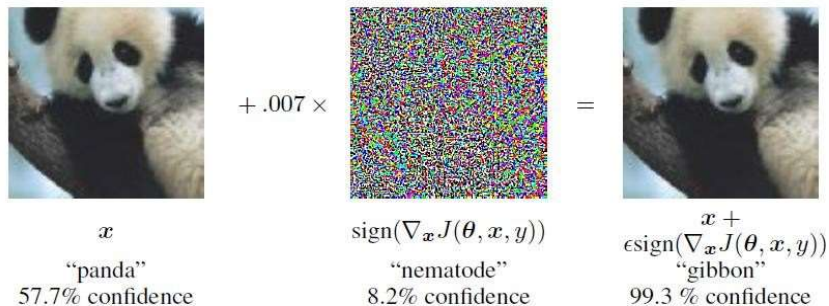 + .007 ×
=
x
sign(∇ₓJ(θ, x, y))
x +
ϵsign(∇ₓJ(θ, x, y))
“panda”
“nematode”
“gibbon”
57.7% confidence
8.2% confidence
99.3 % confidence